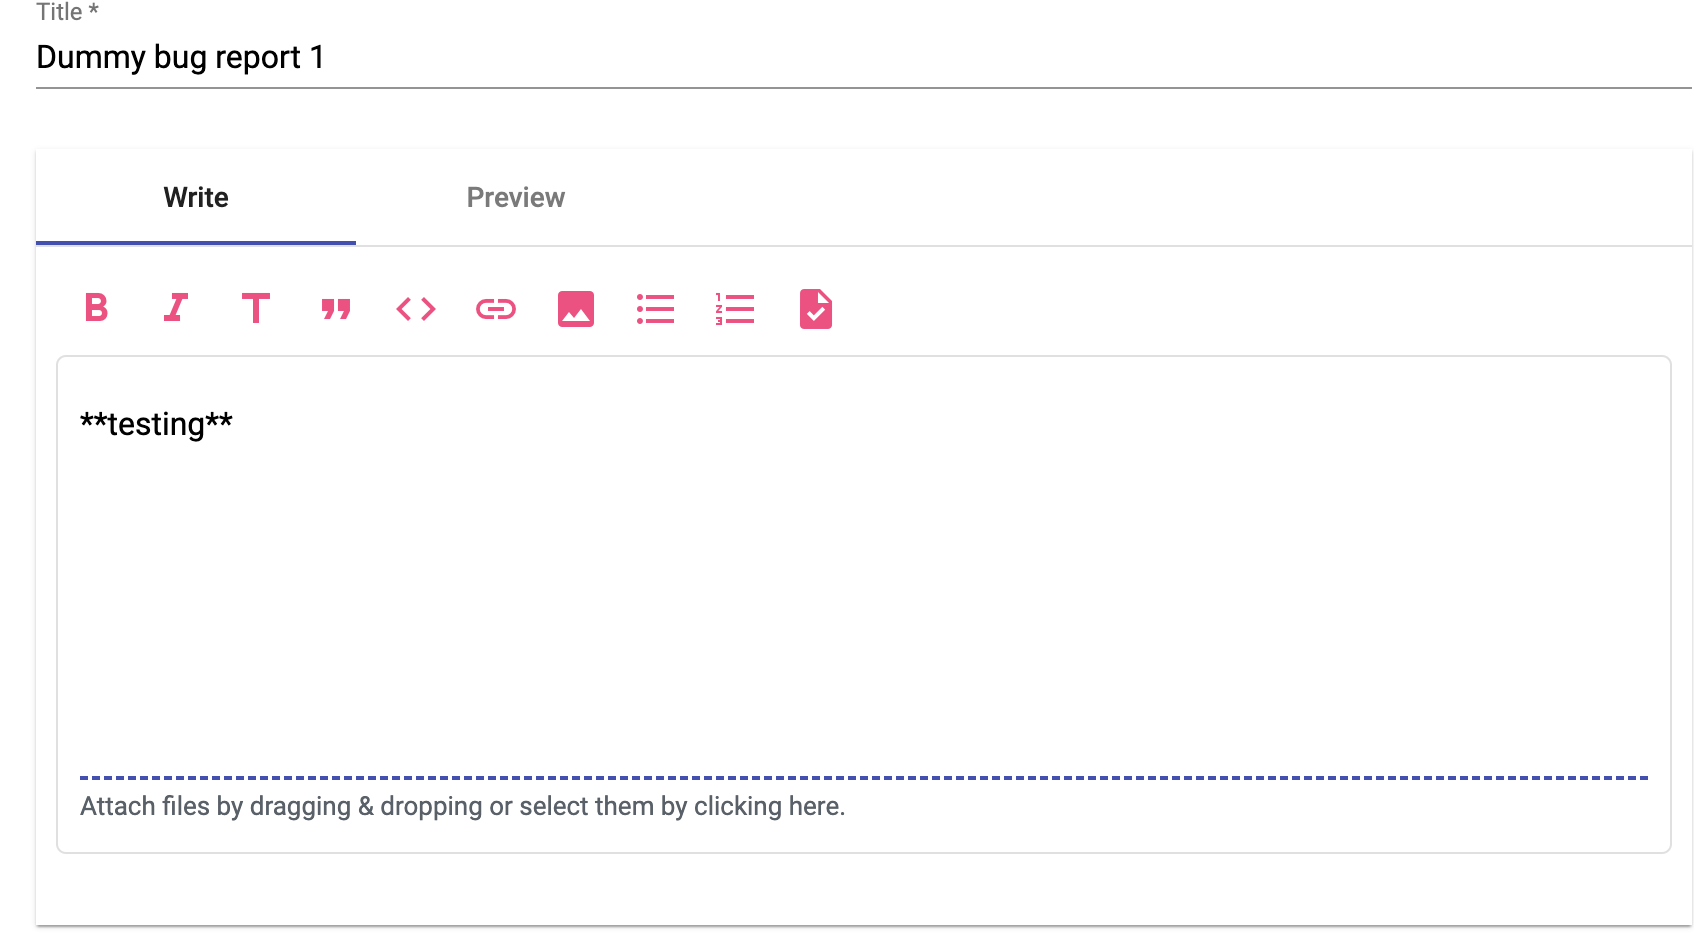 Title *
Dummy bug report 1
Write Preview
**testing**
Attach files by dragging & dropping or select them by clicking here.